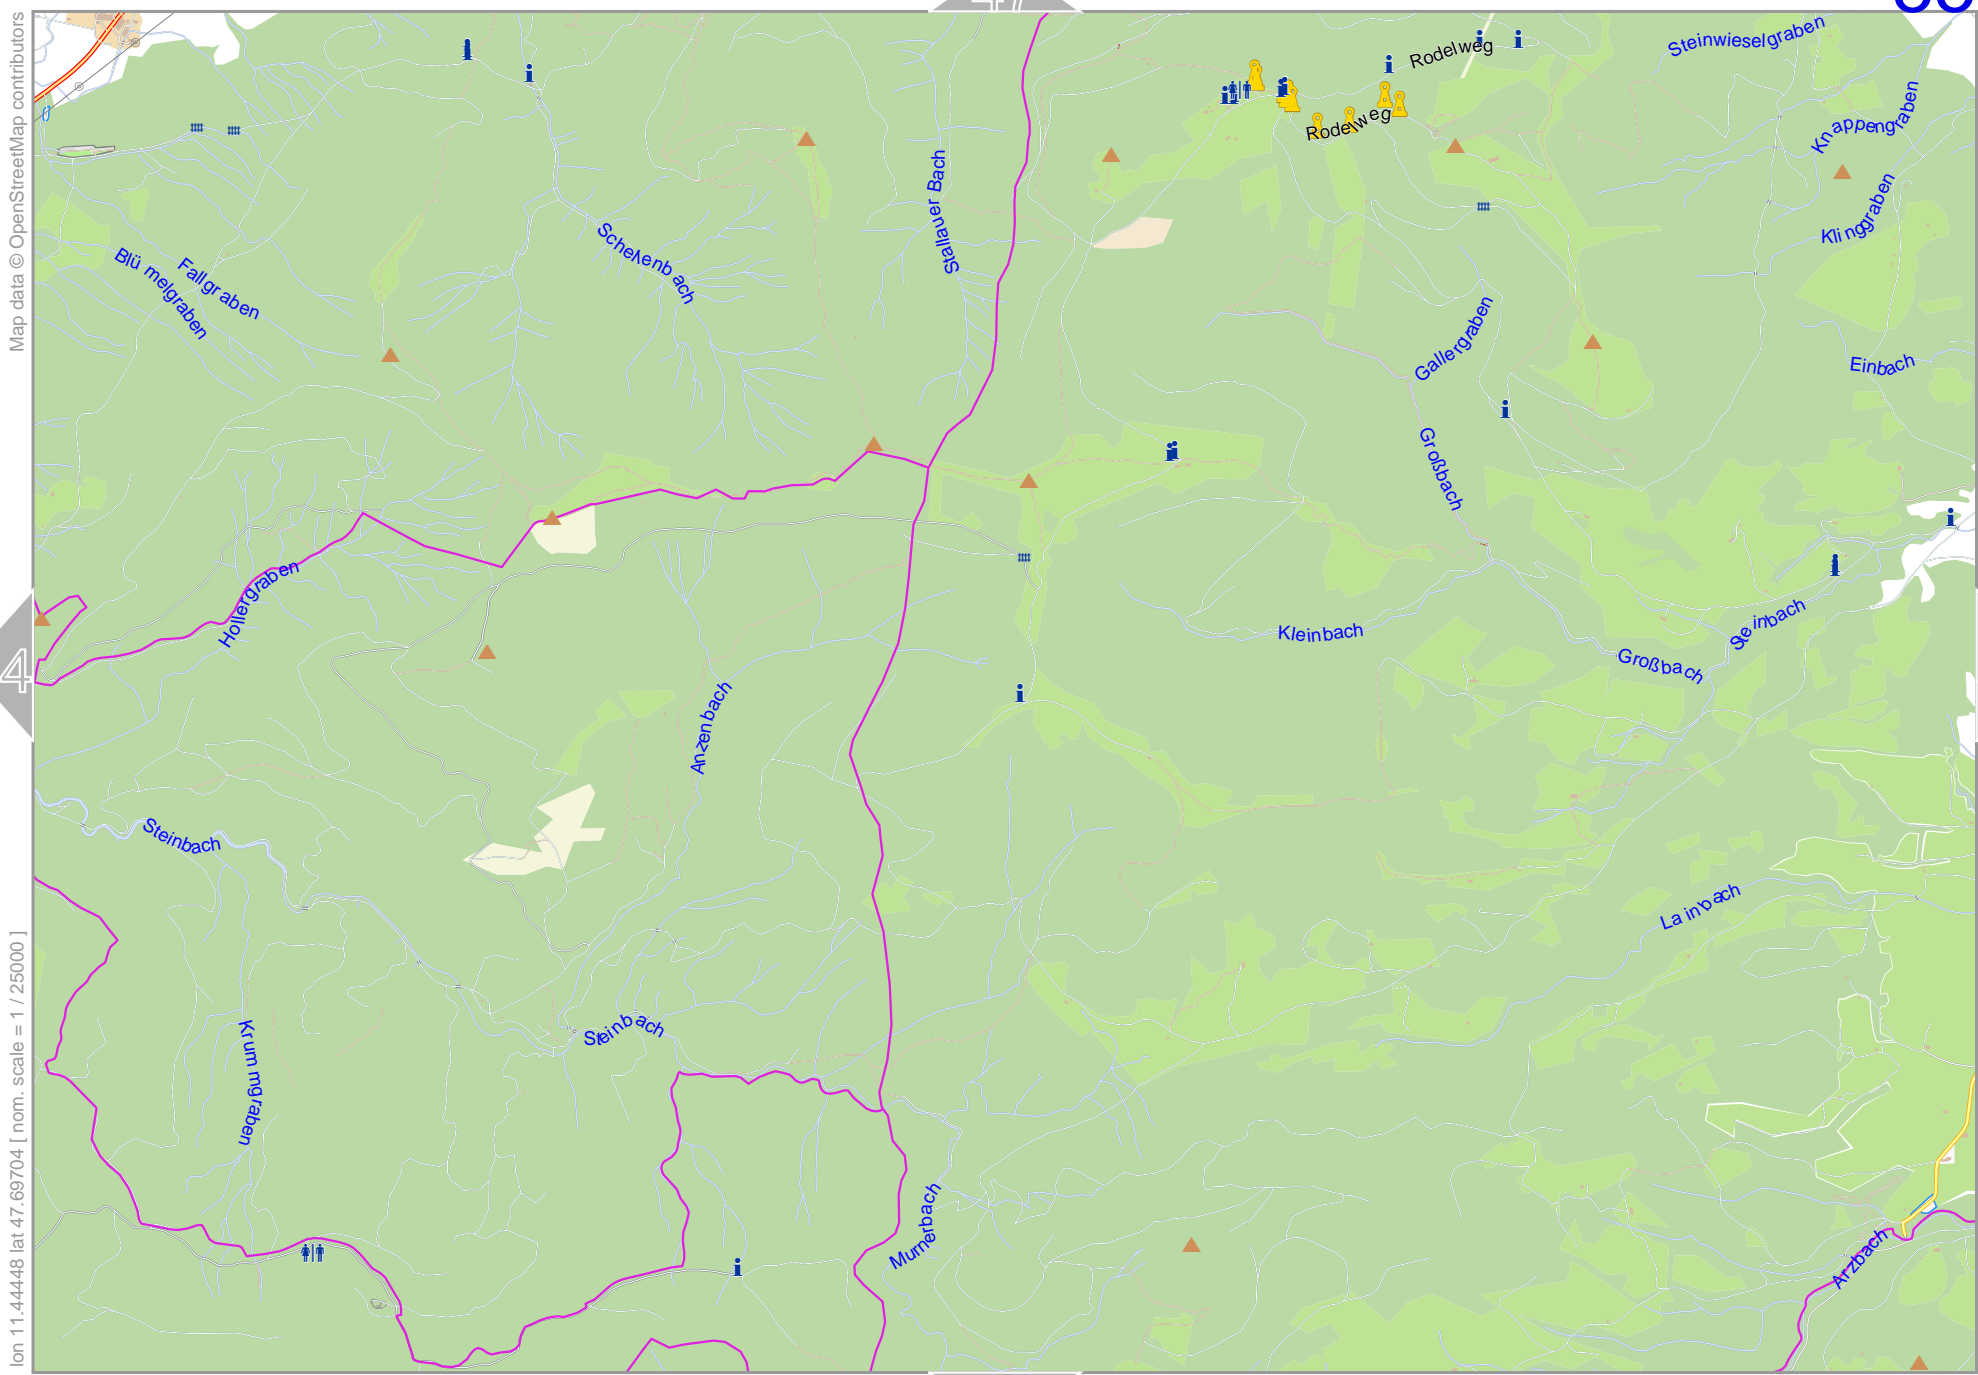 Rodelweg
Steinwieselgraben
Knappengraben
Rodelweg
Stallauer Bach
Klinggraben
Schellenbach
Fallgraben
Blümelgraben
Gallergraben
Einbach
Großbach
Hollergraben
Steinbach
Kleinbach
Großbach
Anzenbach
Steinbach
Lainbach
Steinbach
Krummgraben
Murnerbach
Arzbach
4
Map data © OpenStreetMap contributors
lon 11.44448 lat 47.69704 [ nom. scale = 1 / 25000 ]